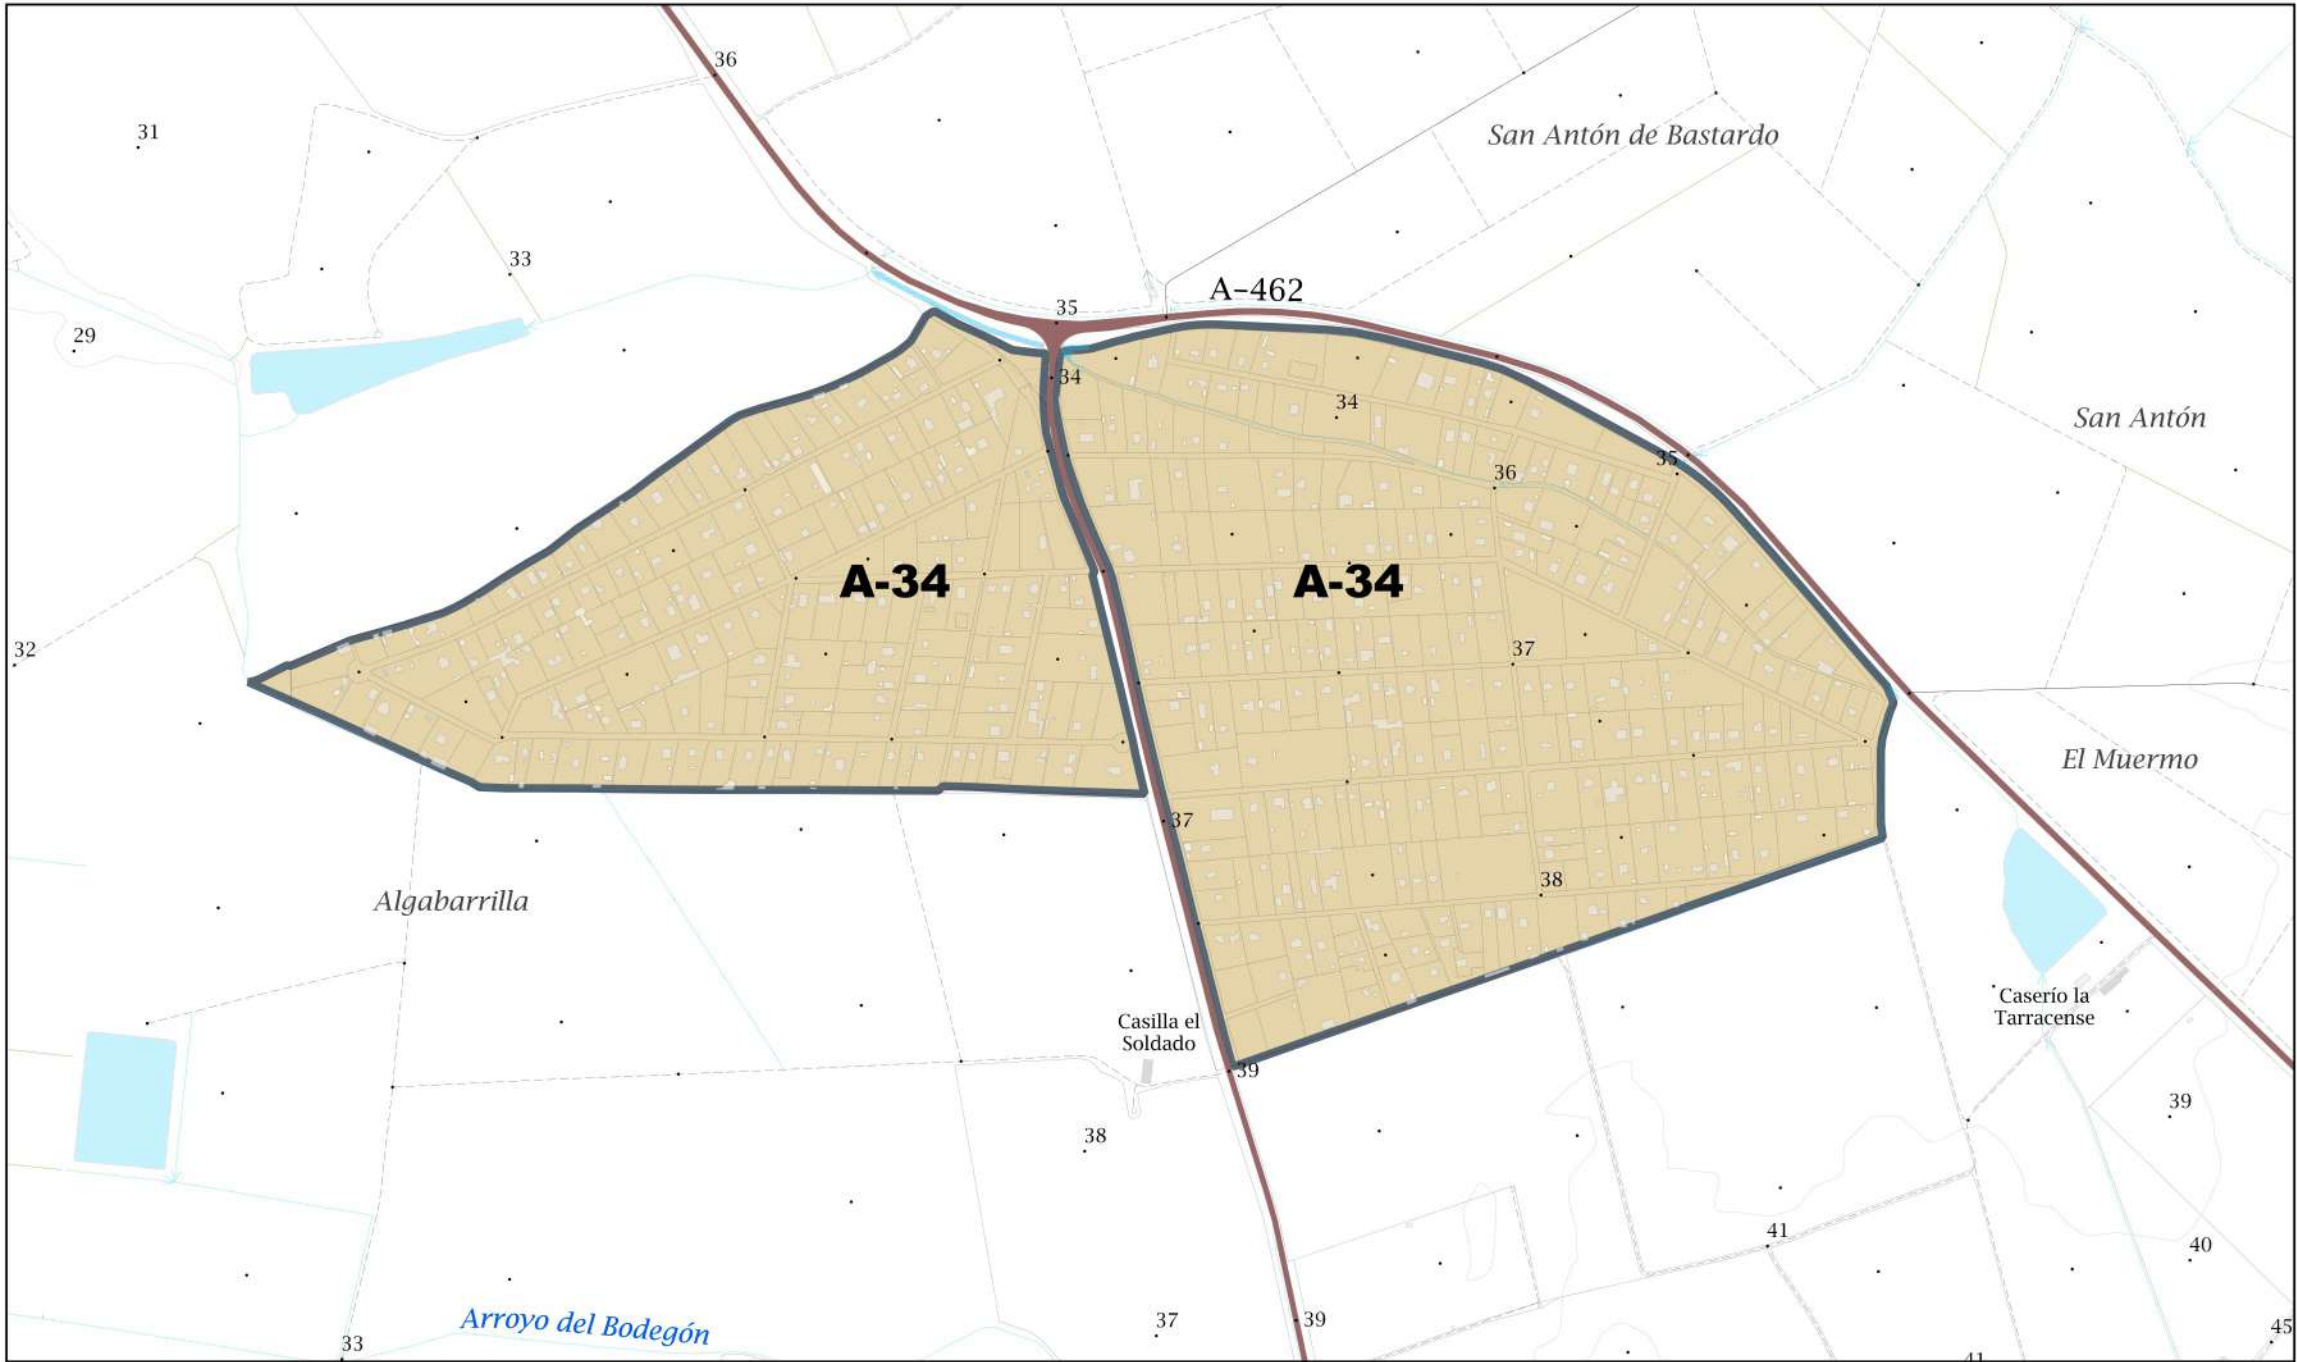 36
31
San Antón de Bastardo
33
A-462
35
29
34
34
San Antón
35
36
A-34
A-34
32
37
El Muermo
37
38
Algabarrilla
Caserío la
Tarracense
Casilla el
Soldado
39
39
38
41
40
Arroyo del Bodegón
37
39
45
33
41